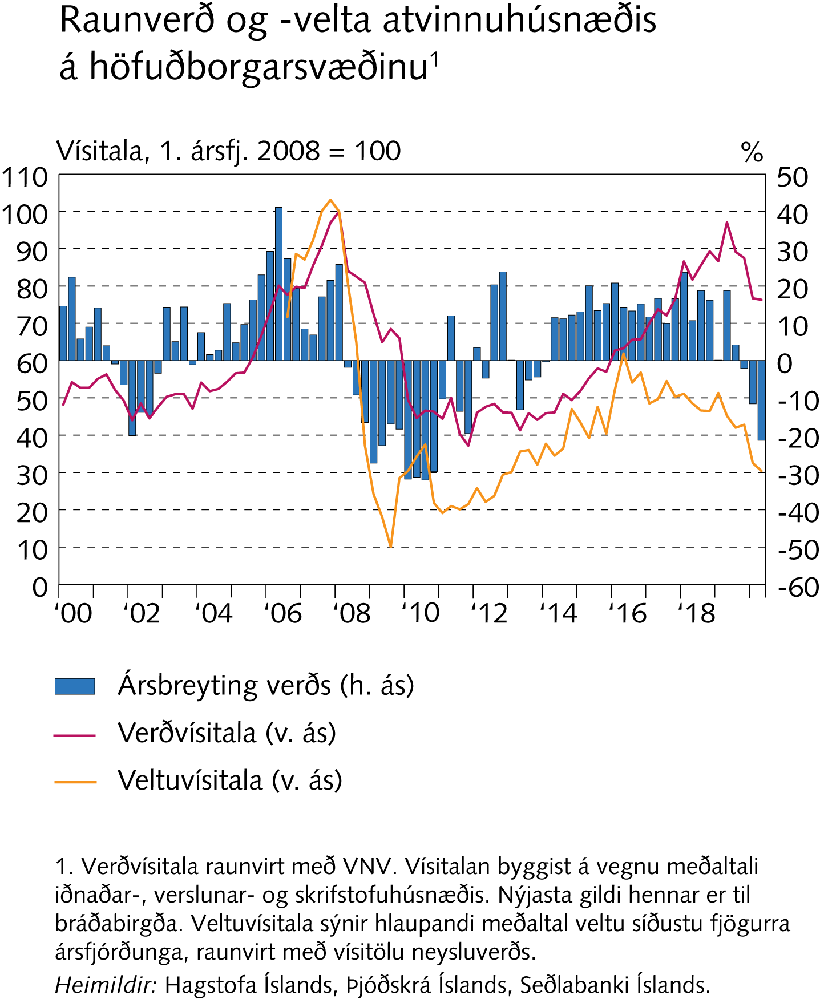 Raunverð og -velta atvinnuhúsnæðis
á höfuðborgarsvæðinu¹
Vísitala, 1. ársfj. 2008 = 100 %
110 50
100 40
90 30
80 20
70 10
60 0
50 -10
40 -20
30 -30
20 -40
10 -50
0 -60
‘00 ‘02 ‘04 ‘06 ‘08 ‘10 ‘12 ‘14 ‘16 ‘18
Ársbreyting verðs (h. ás)
Verðvísitala (v. ás)
Veltuvísitala (v. ás)
1. Verðvísitala raunvirt með VNV. Vísitalan byggist á vegnu meðaltali
iðnaðar-, verslunar- og skrifstofuhúsnæðis. Nýjasta gildi hennar er til
bráðabirgða. Veltuvísitala sýnir hlaupandi meðaltal veltu síðustu fjögurra
ársfjórðunga, raunvirt með vísitölu neysluverðs.
Heimildir: Hagstofa Íslands, Þjóðskrá Íslands, Seðlabanki Íslands.